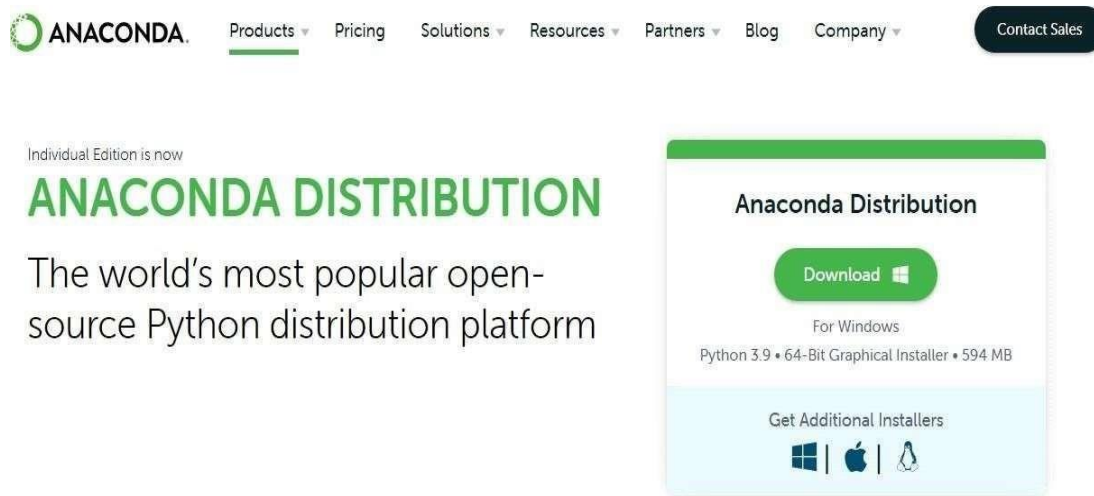 ANACONDA.
Products Pricing Solutions Resources Partners Blog Company Contact Sales
Individual Edition is now
ANACONDA DISTRIBUTION
The world's most popular open-
source Python distribution platform
Anaconda Distribution
Download
For Windows
Python 3.9 • 64-Bit Graphical Installer • 594 MB
Get Additional Installers